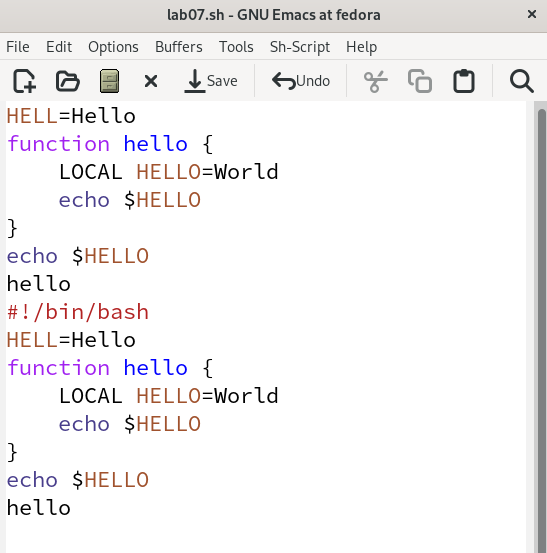 lab07.sh - GNU Emacs at fedora
File Edit Options Buffers Tools Sh-Script Help
Save Undo
HELL=Hello
function hello {
    LOCAL HELLO=World
    echo $HELLO
}
echo $HELLO
hello
#!/bin/bash
HELL=Hello
function hello {
    LOCAL HELLO=World
    echo $HELLO
}
echo $HELLO
hello